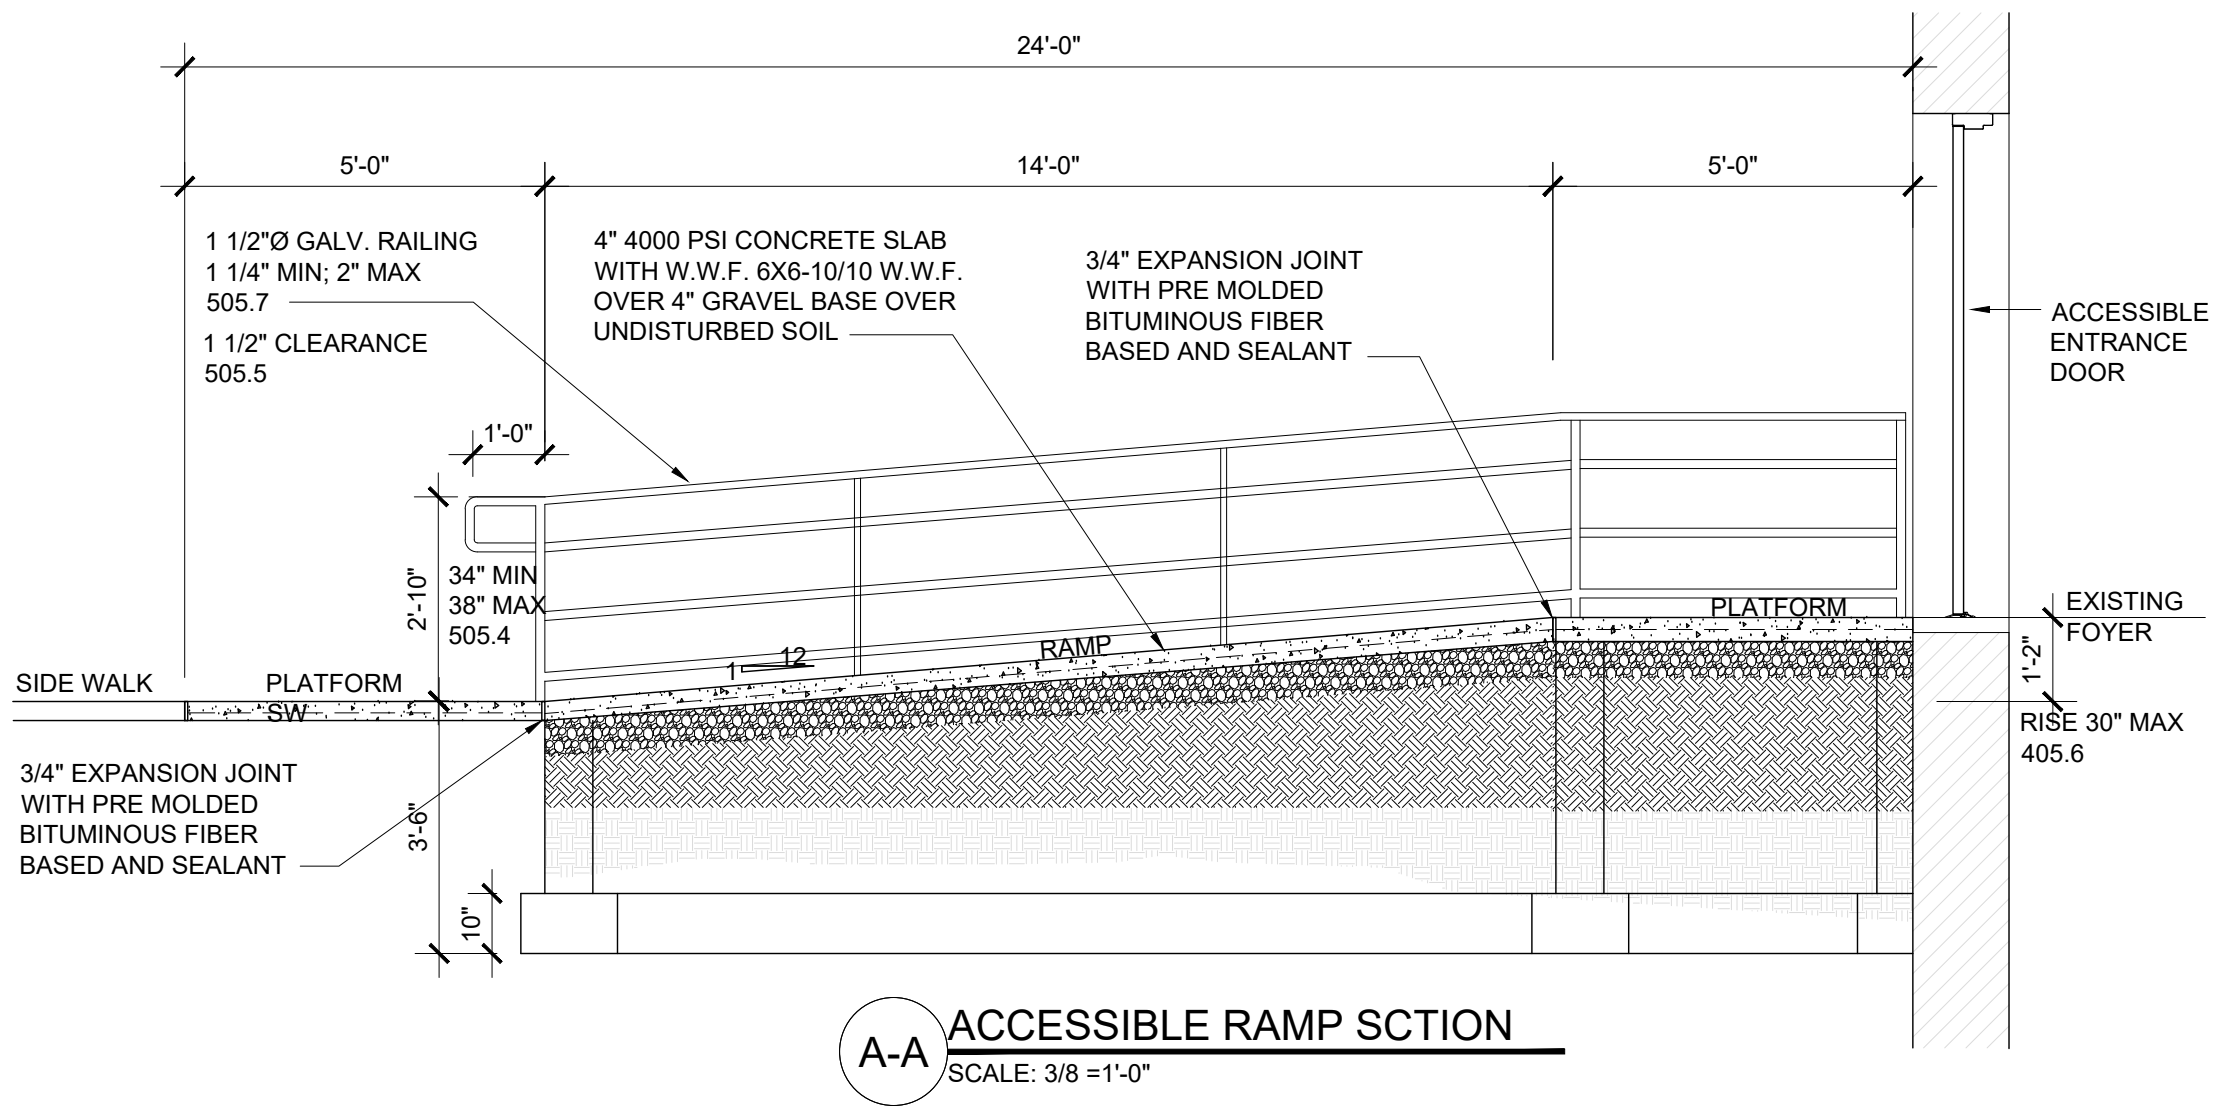 24'-0"
5'-0"
14'-0"
5'-0"
1 1/2"Ø GALV. RAILING
1 1/4" MIN; 2" MAX
505.7
1 1/2" CLEARANCE
505.5
4" 4000 PSI CONCRETE SLAB
WITH W.W.F. 6X6-10/10 W.W.F.
OVER 4" GRAVEL BASE OVER
UNDISTURBED SOIL
3/4" EXPANSION JOINT
WITH PRE MOLDED
BITUMINOUS FIBER
BASED AND SEALANT
ACCESSIBLE
ENTRANCE
DOOR
1'-0"
2'-10"
34" MIN
38" MAX
505.4
1
12
RAMP
PLATFORM
EXISTING
FOYER
1'-2"
RISE 30" MAX
405.6
SIDE WALK
PLATFORM
SW
3/4" EXPANSION JOINT
WITH PRE MOLDED
BITUMINOUS FIBER
BASED AND SEALANT
3'-6"
10"
A-A
ACCESSIBLE RAMP SCTION
SCALE: 3/8 =1'-0"